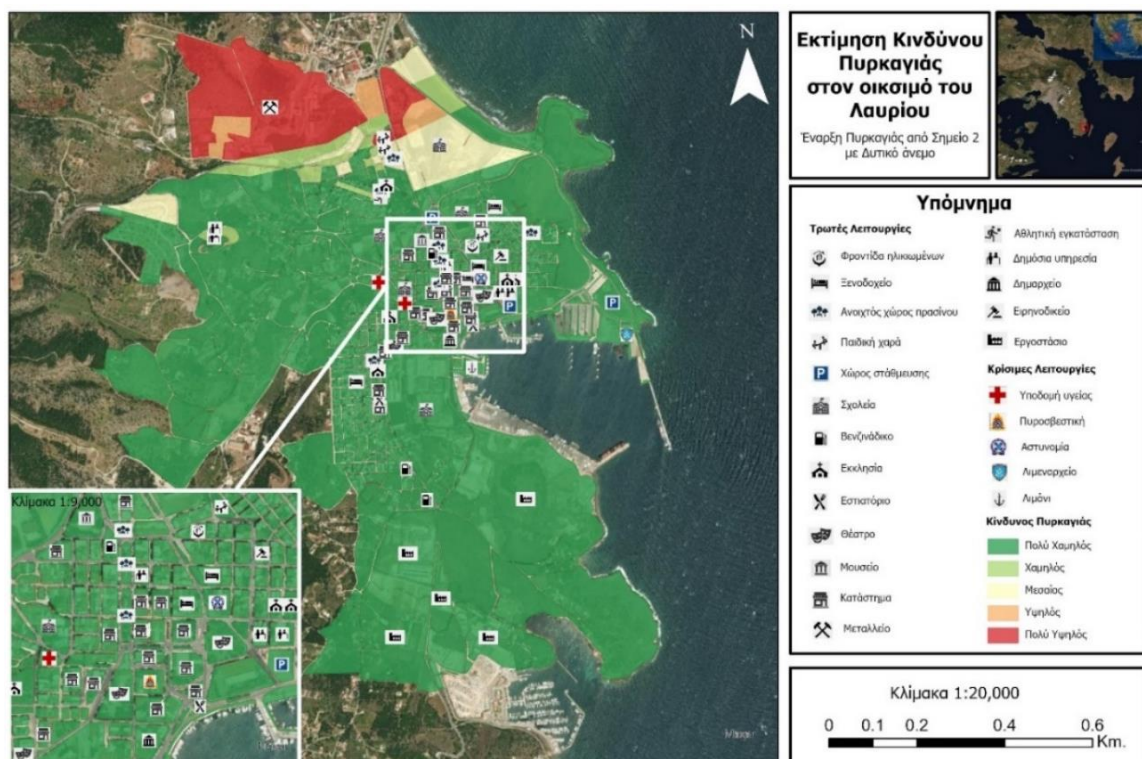 N
Εκτίμηση Κινδύνου
Πυρκαγιάς
στον οικσιμό του
Λαυρίου
Έναρξη Πυρκαγιάς από Σημείο 2
με Δυτικό άνεμο
Υπόμνημα
Τρωτές Λειτουργίες
Φροντίδα ηλικιωμένων
Ξενοδοχείο
Ανοιχτός χώρος πρασίνου
Παιδική χαρά
Χώρος στάθμευσης
Σχολεία
Βενζινάδικο
Εκκλησία
Εστιατόριο
Θέατρο
Μουσείο
Κατάστημα
Μεταλλείο
Αθλητική εγκατάσταση
Δημόσια υπηρεσία
Δημαρχείο
Ειρηνοδικείο
Εργοστάσιο
Κρίσιμες Λειτουργίες
Υποδομή υγείας
Πυροσβεστική
Αστυνομία
Λιμεναρχείο
Λιμόνι
Κίνδυνος Πυρκαγιάς
Πολύ Χαμηλός
Χαμηλός
Μεσαίος
Υψηλός
Πολύ Υψηλός
Κλίμακα 1:9,000
Κλίμακα 1:20,000
0 0.1 0.2 0.4 0.6
Km.